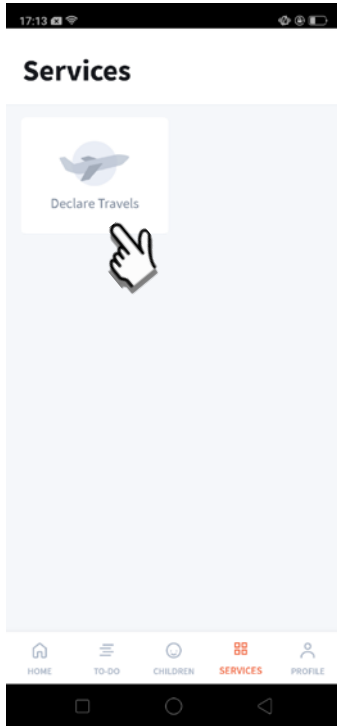 17:13
Services
Declare Travels
HOME TO-DO CHILDREN SERVICES PROFILE